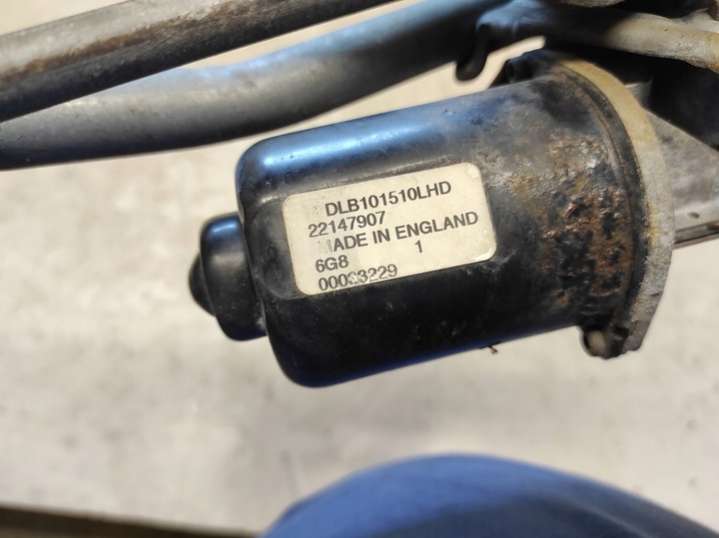 DLB101510LHD
22147907
MADE IN ENGLAND
6G8 1
00033229